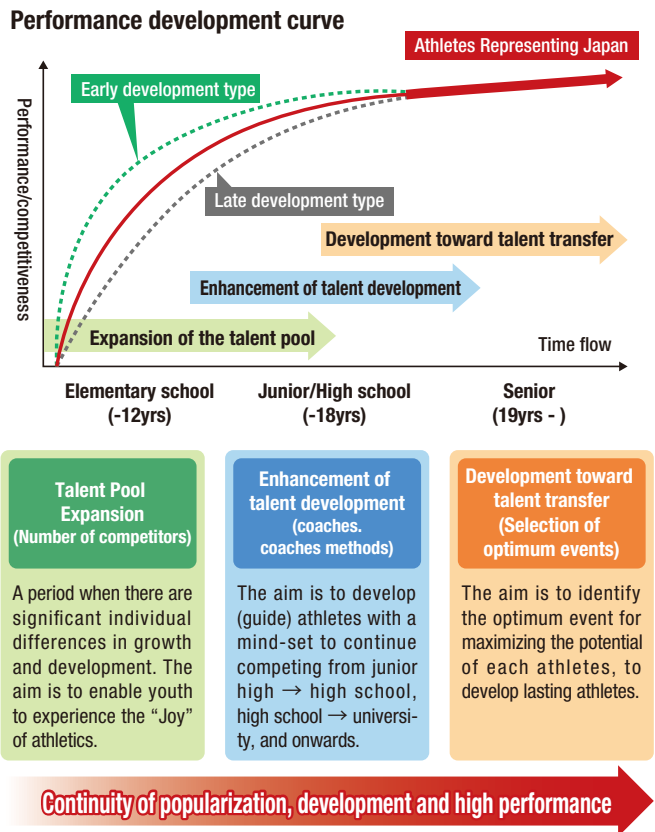 Performance development curve
Athletes Representing Japan
Early development type
Performance/competitiveness
Late development type
Development toward talent transfer
Enhancement of talent development
Expansion of the talent pool
Time flow
Elementary school
(-12yrs)
Junior/High school
(-18yrs)
Senior
(19yrs - )
Talent Pool
Expansion
(Number of competitors)
A period when there are
significant individual
differences in growth
and development. The
aim is to enable youth
to experience the “Joy”
of athletics.
Enhancement of
talent development
(coaches.
coaches methods)
The aim is to develop
(guide) athletes with a
mind-set to continue
competing from junior
high → high school,
high school → universi-
ty, and onwards.
Development toward
talent transfer
(Selection of
optimum events)
The aim is to identify
the optimum event for
maximizing the potential
of each athletes, to
develop lasting athletes.
Continuity of popularization, development and high performance